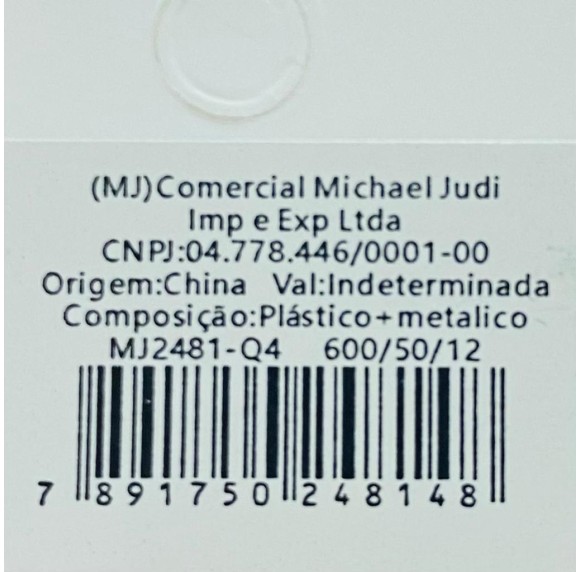 (MJ)Comercial Michael Judi
Imp e Exp Ltda
CNPJ:04.778.446/0001-00
Origem:China Val:Indeterminada
Composição:Plástico+metalico
MJ2481-Q4 600/50/12
7 891750 248148